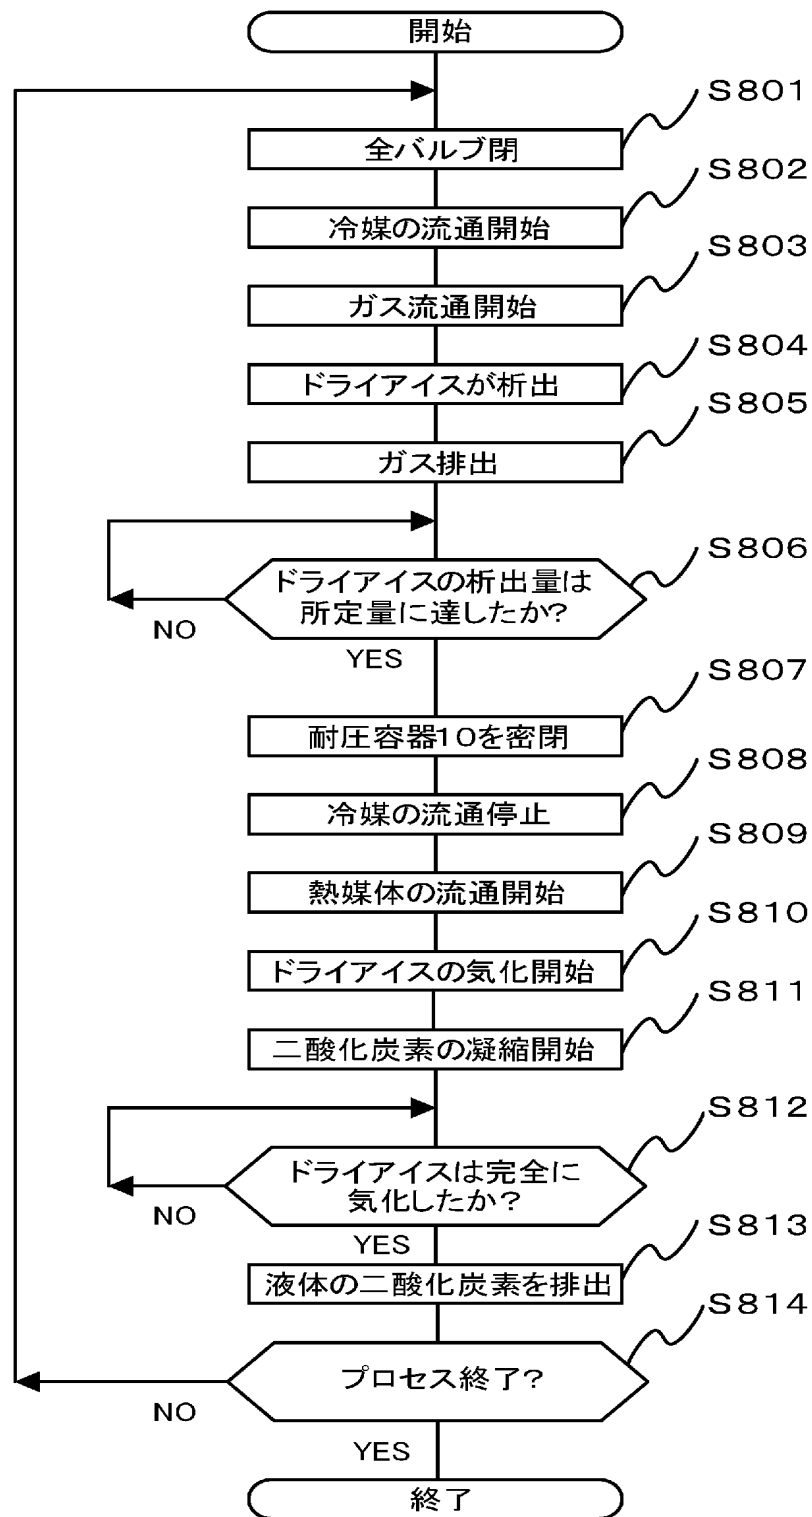 開始
S801
全バルブ閉
S802
冷媒の流通開始
S803
ガス流通開始
S804
ドライアイスが析出
S805
ガス排出
S806
ドライアイスの析出量は
所定量に達したか?
NO
YES
S807
耐圧容器10を密閉
S808
冷媒の流通停止
S809
熱媒体の流通開始
S810
ドライアイスの気化開始
S811
二酸化炭素の凝縮開始
S812
ドライアイスは完全に
気化したか?
NO
YES
S813
液体の二酸化炭素を排出
S814
プロセス終了?
NO
YES
終了